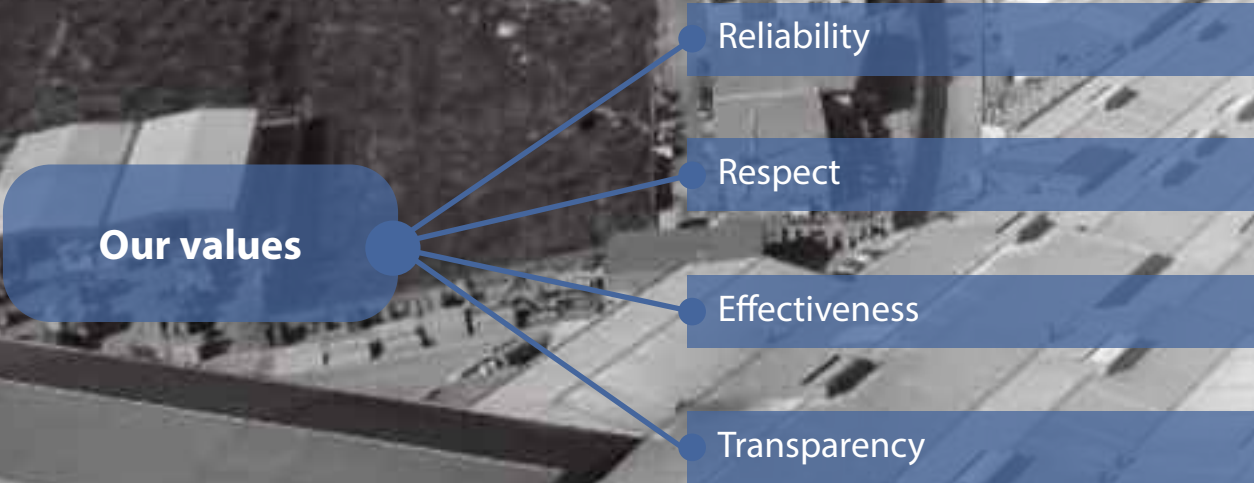 Our values
Reliability
Respect
Effectiveness
Transparency